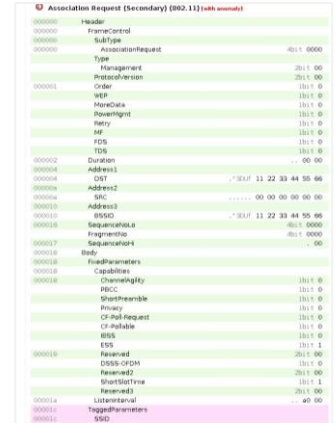 Association Request (Secondary) (802.11) (with anomaly)
000000 Header
000000 FrameControl
000000 SubType
000000 AssociationRequest 4bit 0000
Type
Management 2bit 00
ProtocolVersion 2bit 00
000001 Order 1bit 0
WEP 1bit 0
MoreData 1bit 0
PowerMgmt 1bit 0
Retry 1bit 0
MF 1bit 0
FDS 1bit 0
TDS 1bit 0
000002 Duration .. 00 00
000004 Address1
000004 DST ."3DUf 11 22 33 44 55 66
00000a Address2
00000a SRC ...... 00 00 00 00 00 00
000010 Address3
000010 BSSID ."3DUf 11 22 33 44 55 66
000016 SequenceNoLo 4bit 0000
FragmentNo 4bit 0000
000017 SequenceNoHi . 00
000018 Body
000018 FixedParameters
000018 Capabilities
000018 ChannelAgility 1bit 0
PBCC 1bit 0
ShortPreamble 1bit 0
Privacy 1bit 0
CF-Poll-Request 1bit 0
CF-Pollable 1bit 0
IBSS 1bit 0
ESS 1bit 1
000019 Reserved 2bit 00
DSSS-OFDM 1bit 0
Reserved2 2bit 00
ShortSlotTime 1bit 1
Reserved3 2bit 00
00001a ListenInterval .. a0 00
00001c TaggedParameters
00001c SSID